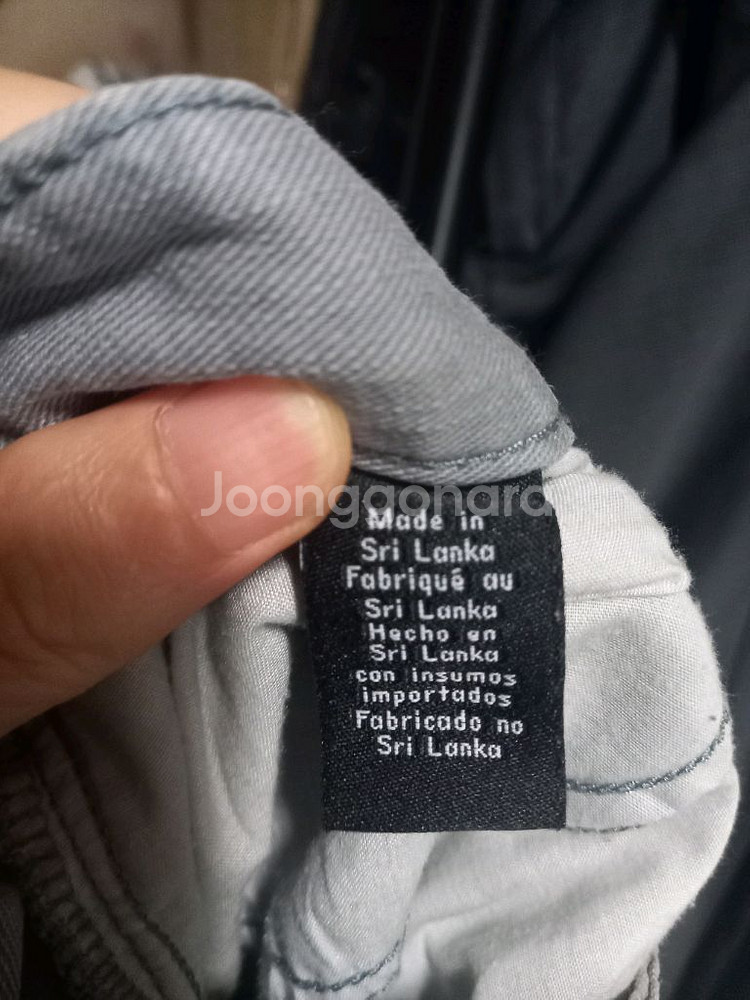 Joonggonara
Made in
Sri Lanka
Fabriqué au
Sri Lanka
Hecho en
Sri Lanka
con insumos
importados
Fabricado no
Sri Lanka